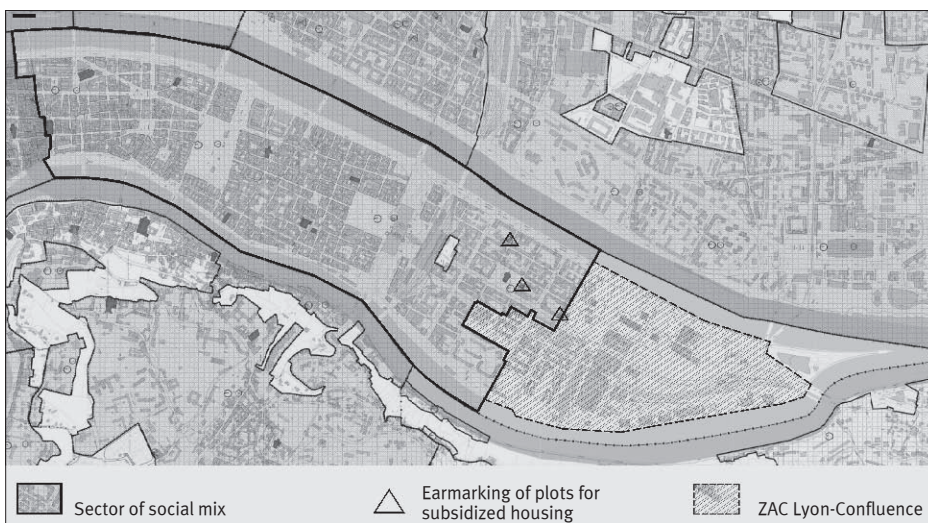 Sector of social mix
Earmarking of plots for
subsidized housing
ZAC Lyon-Confluence